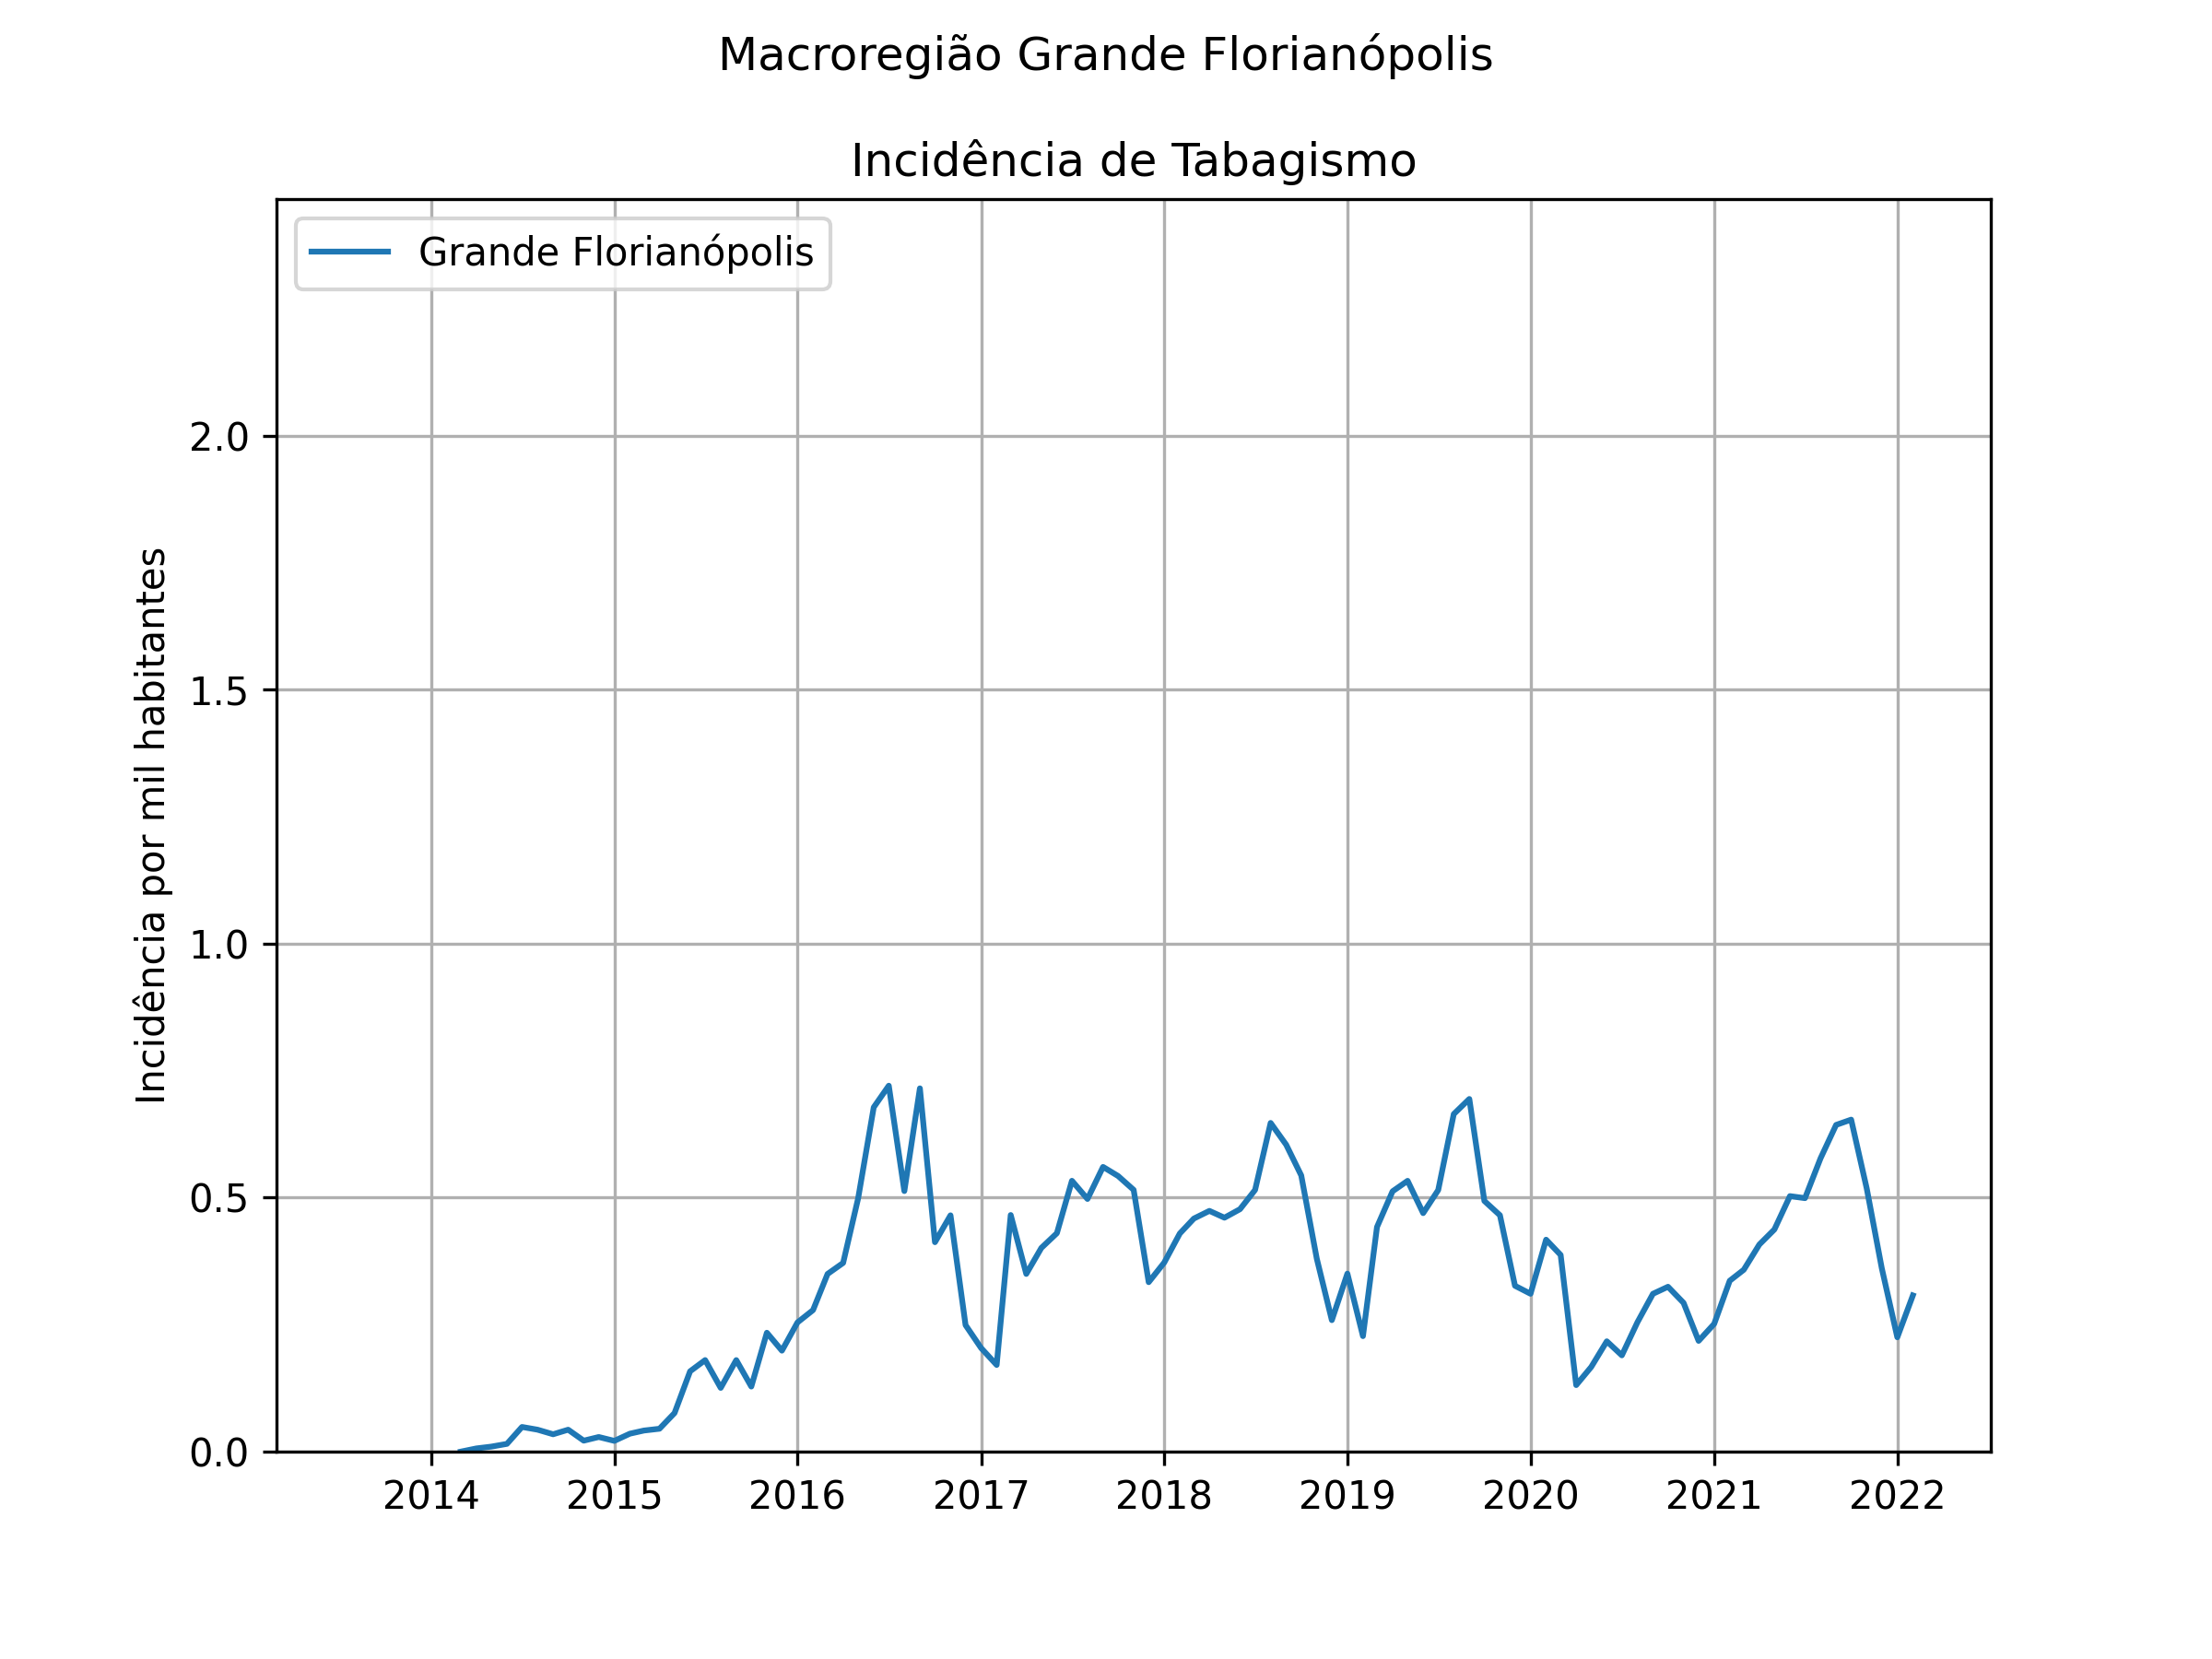 Macroregião Grande Florianópolis
Incidência de Tabagismo
Grande Florianópolis
Incidência por mil habitantes
2.0
1.5
1.0
0.5
0.0
2014 2015 2016 2017 2018 2019 2020 2021 2022